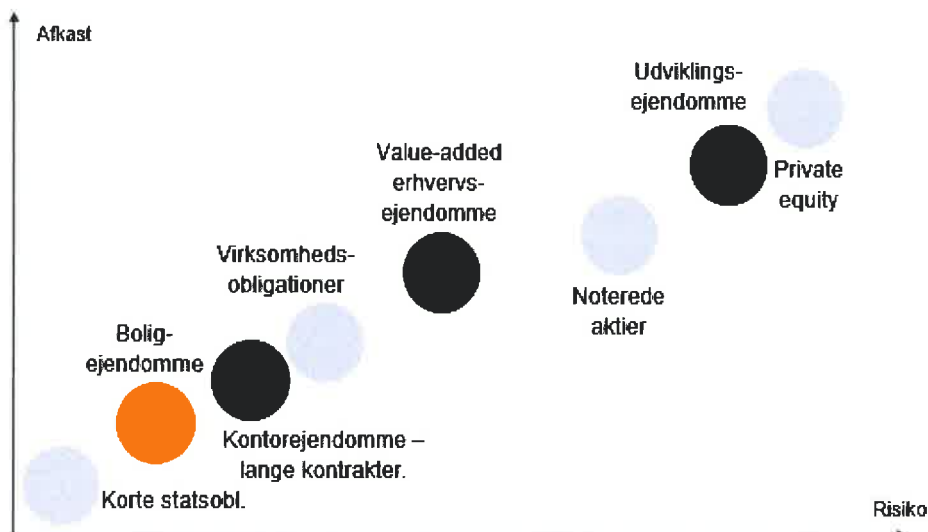 Afkast
Udviklings-
ejendomme
Private
equity
Value-added
erhvervs-
ejendomme
Virksomheds-
obligationer
Noterede
aktier
Bolig-
ejendomme
Kontorejendomme –
lange kontrakter.
Korte statsobl.
Risiko